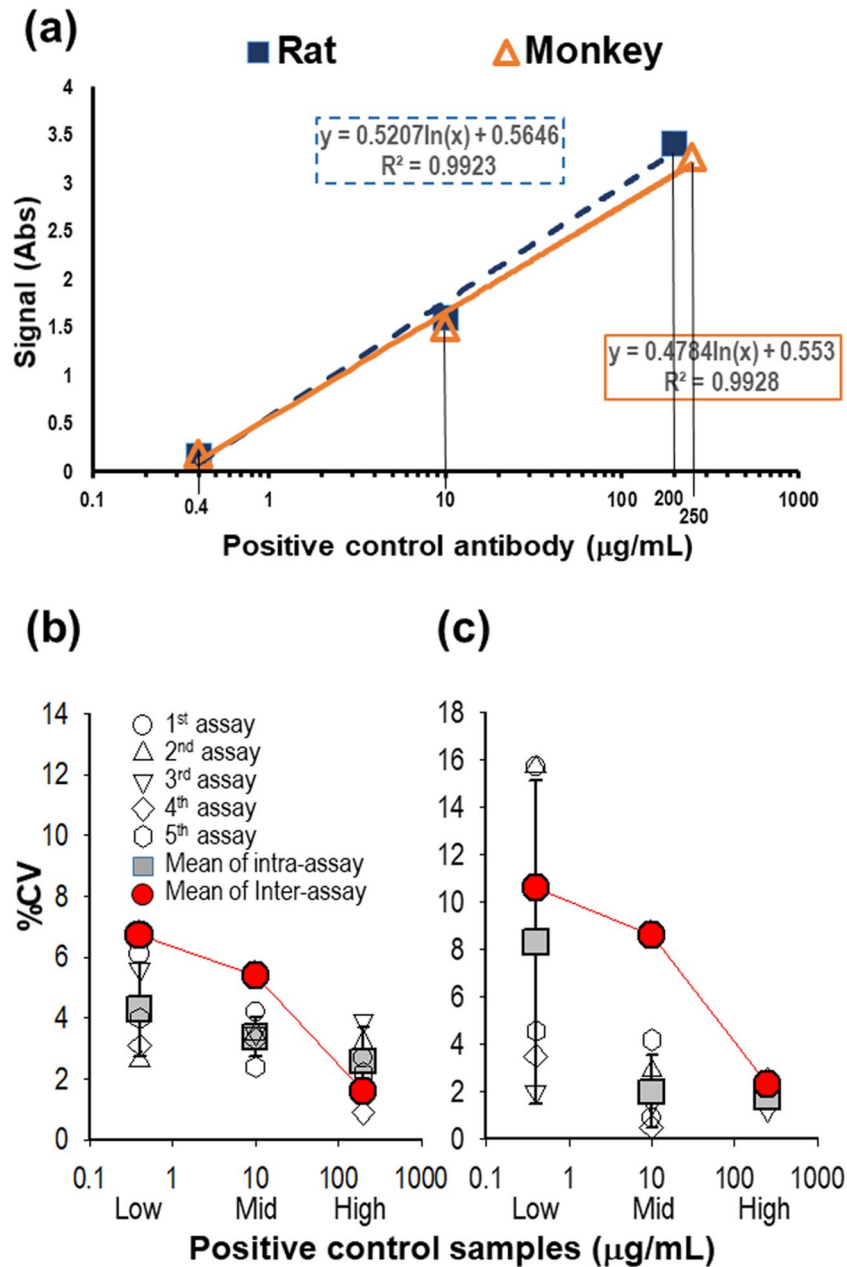 (a)
Rat Monkey
4
3.5
3
2.5
2
1.5
1
0.5
0
Signal (Abs)
y = 0.5207ln(x) + 0.5646
R² = 0.9923
y = 0.4784ln(x) + 0.553
R² = 0.9928
0.1 0.4 1 10 100 200 250 1000
Positive control antibody (μg/mL)
(b)
14
12
10
8
6
4
2
0
%CV
1st assay
2nd assay
3rd assay
4th assay
5th assay
Mean of intra-assay
Mean of Inter-assay
0.1 1 10 100 1000
Low Mid High
(c)
18
16
14
12
10
8
6
4
2
0
0.1 1 10 100 1000
Low Mid High
Positive control samples (μg/mL)